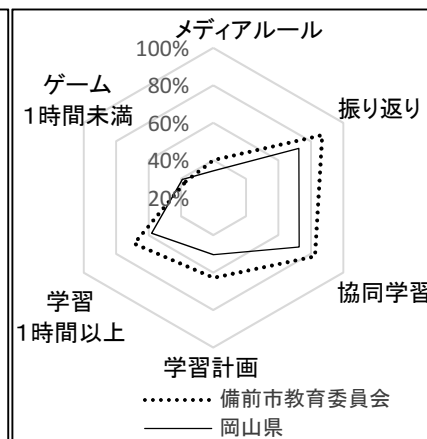 メディアルール
100%
80%
60%
40%
20%
振り返り
協同学習
学習計画
学習
1時間以上
ゲーム
1時間未満
備前市教育委員会
岡山県